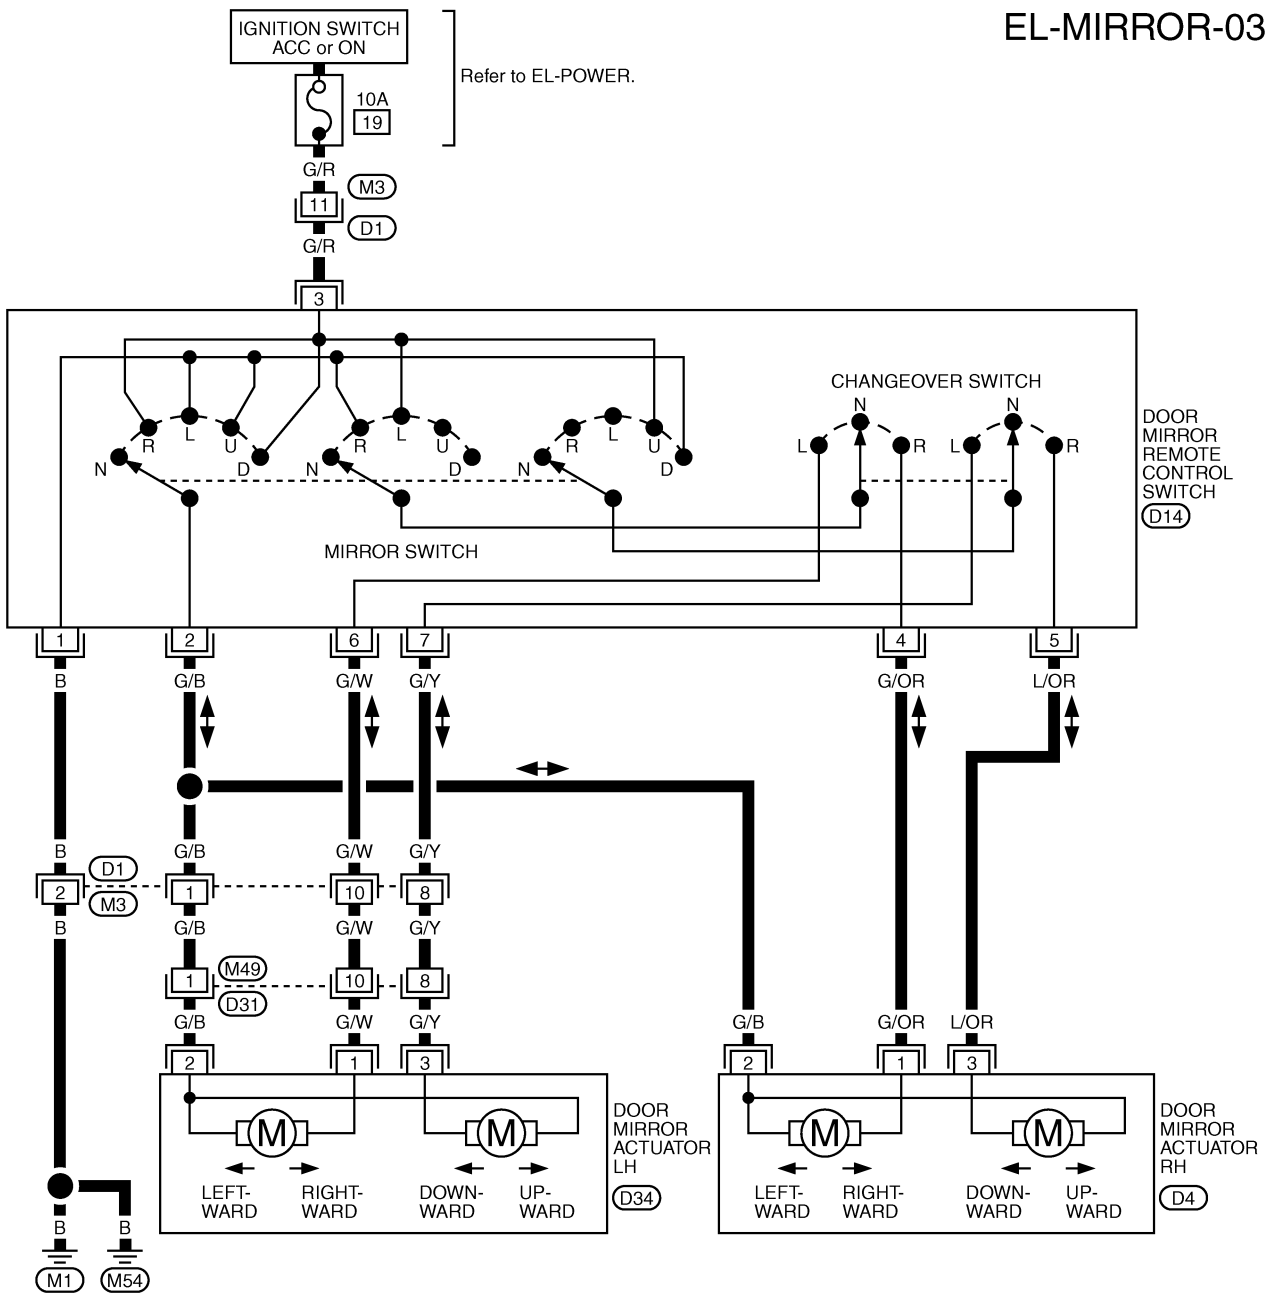 EL-MIRROR-03
IGNITION SWITCH
ACC or ON
Refer to EL-POWER.
10A
19
G/R
M3
11
D1
G/R
3
CHANGEOVER SWITCH
N
N
R
L
U
D
N
R
L
U
D
N
R
L
U
D
N
L
R
L
R
DOOR
MIRROR
REMOTE
CONTROL
SWITCH
D14
MIRROR SWITCH
1
2
6
7
4
5
B
G/B
G/W
G/Y
G/OR
L/OR
B
G/B
G/W
G/Y
D1
2
1
10
8
M3
B
G/B
G/W
G/Y
M49
1
10
8
D31
G/B
G/W
G/Y
G/B
G/OR
L/OR
2
1
3
2
1
3
M
M
M
M
DOOR
MIRROR
ACTUATOR
LH
D34
DOOR
MIRROR
ACTUATOR
RH
D4
LEFT-
WARD
RIGHT-
WARD
DOWN-
WARD
UP-
WARD
LEFT-
WARD
RIGHT-
WARD
DOWN-
WARD
UP-
WARD
B
B
M1
M54